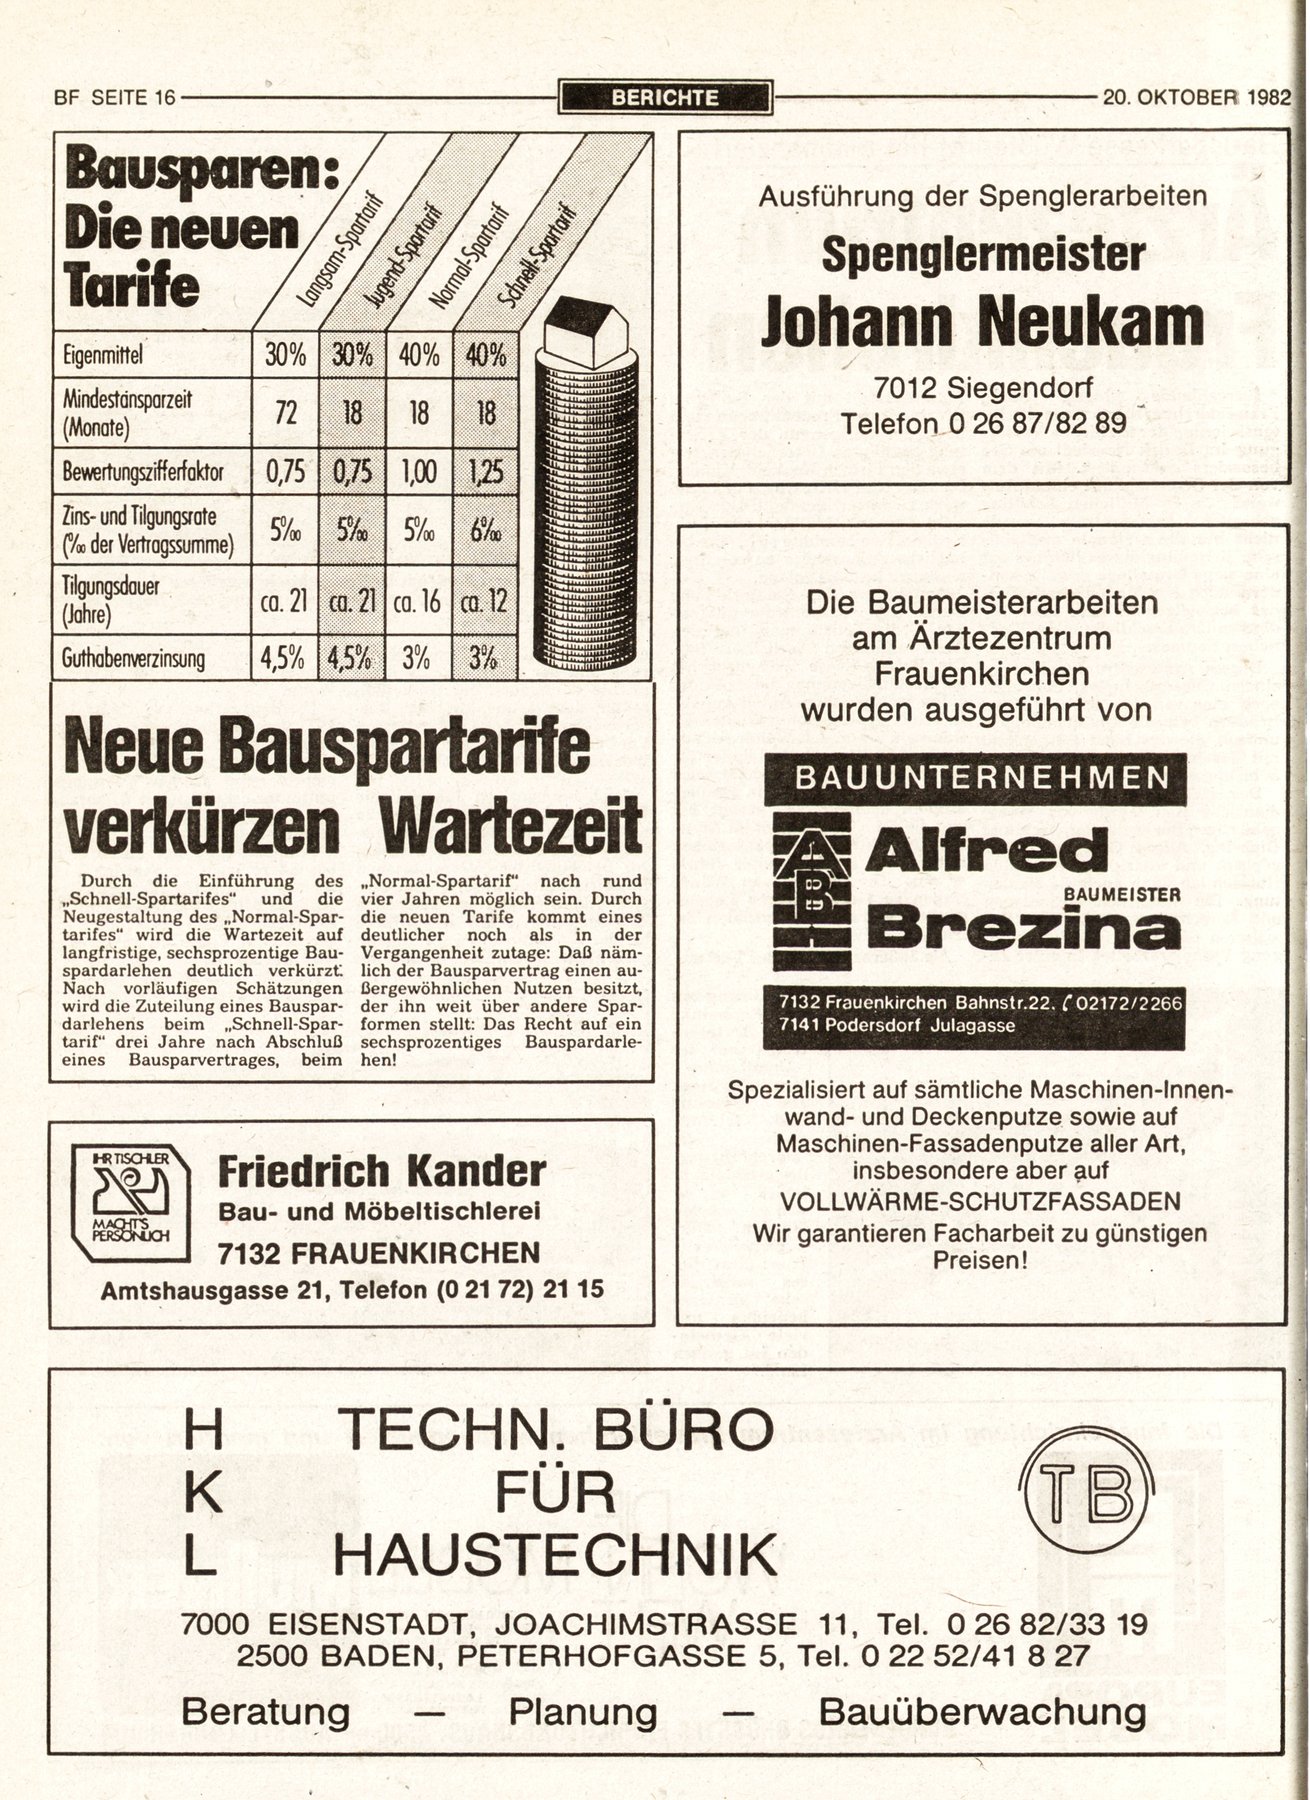 BF SEITE 16
BERICHTE
20. OKTOBER 1982
Bausparen:
Die neuen
Tarife
Langsam-Spartarif
Jugend-Spartarif
Normal-Spartarif
Schnell-Spartarif
Eigenmittel 30% 30% 40% 40%
Mindestansparzeit
(Monate) 72 18 18 18
Bewertungszifferfaktor 0,75 0,75 1,00 1,25
Zins- und Tilgungsrate
(‰ der Vertragssumme) 5‰ 5‰ 5‰ 6‰
Tilgungsdauer
(Jahre) ca. 21 ca. 21 ca. 16 ca. 12
Guthabenverzinsung 4,5% 4,5% 3% 3%
Neue Bauspartarife
verkürzen Wartezeit
Durch die Einführung des
„Schnell-Spartarifes“ und die
Neugestaltung des „Normal-Spar-
tarifes“ wird die Wartezeit auf
langfristige, sechsprozentige Bau-
spardarlehen deutlich verkürzt.
Nach vorläufigen Schätzungen
wird die Zuteilung eines Bauspar-
darlehens beim „Schnell-Spar-
tarif“ drei Jahre nach Abschluß
eines Bausparvertrages, beim
„Normal-Spartarif“ nach rund
vier Jahren möglich sein. Durch
die neuen Tarife kommt eines
deutlicher noch als in der
Vergangenheit zutage: Daß näm-
lich der Bausparvertrag einen au-
ßergewöhnlichen Nutzen besitzt,
der ihn weit über andere Spar-
formen stellt: Das Recht auf ein
sechsprozentiges Bauspardarle-
hen!
IHR TISCHLER
MACHT'S
PERSÖNLICH
Friedrich Kander
Bau- und Möbeltischlerei
7132 FRAUENKIRCHEN
Amtshausgasse 21, Telefon (0 21 72) 21 15
Ausführung der Spenglerarbeiten
Spenglermeister
Johann Neukam
7012 Siegendorf
Telefon 0 26 87/82 89
Die Baumeisterarbeiten
am Ärztezentrum
Frauenkirchen
wurden ausgeführt von
BAUUNTERNEHMEN
ABA
Alfred
BAUMEISTER
Brezina
7132 Frauenkirchen Bahnstr.22. 02172/2266
7141 Podersdorf Julagasse
Spezialisiert auf sämtliche Maschinen-Innen-
wand- und Deckenputze sowie auf
Maschinen-Fassadenputze aller Art,
insbesondere aber auf
VOLLWÄRME-SCHUTZFASSADEN
Wir garantieren Facharbeit zu günstigen
Preisen!
H TECHN. BÜRO
K FÜR
L HAUSTECHNIK
TB
7000 EISENSTADT, JOACHIMSTRASSE 11, Tel. 0 26 82/33 19
2500 BADEN, PETERHOFGASSE 5, Tel. 0 22 52/41 8 27
Beratung — Planung — Bauüberwachung